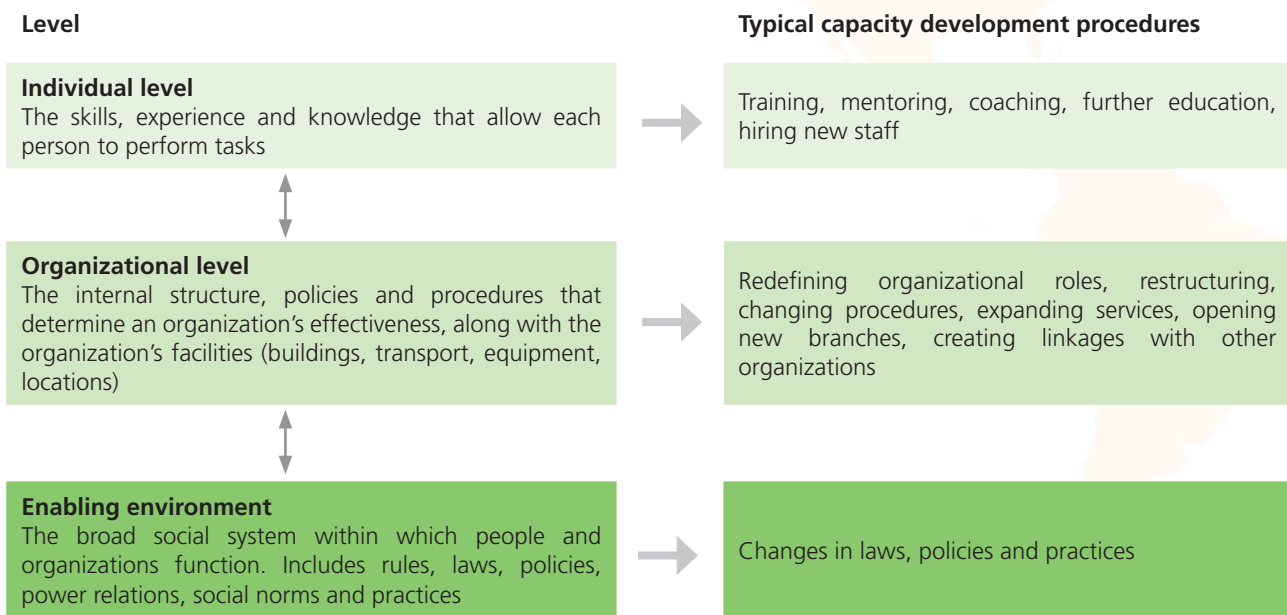 Level
Typical capacity development procedures
Individual level
The skills, experience and knowledge that allow each
person to perform tasks
Training, mentoring, coaching, further education,
hiring new staff
Organizational level
The internal structure, policies and procedures that
determine an organization’s effectiveness, along with the
organization’s facilities (buildings, transport, equipment,
locations)
Redefining organizational roles, restructuring,
changing procedures, expanding services, opening
new branches, creating linkages with other
organizations
Enabling environment
The broad social system within which people and
organizations function. Includes rules, laws, policies,
power relations, social norms and practices
Changes in laws, policies and practices